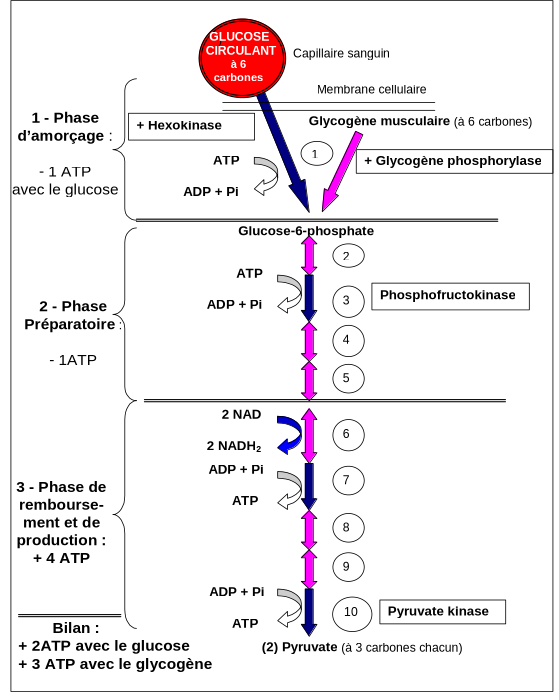 GLUCOSE
CIRCULANT
à 6
carbones
Capillaire sanguin
Membrane cellulaire
1 - Phase
d'amorçage :
- 1 ATP
avec le glucose
+ Hexokinase
Glycogène musculaire (à 6 carbones)
1
+ Glycogène phosphorylase
ATP
ADP + Pi
Glucose-6-phosphate
2
2 - Phase
Préparatoire :
- 1ATP
ATP
ADP + Pi
3
Phosphofructokinase
4
5
3 - Phase de
rembourse-
ment et de
production :
+ 4 ATP
2 NAD
2 NADH₂
6
ADP + Pi
ATP
7
8
9
ADP + Pi
ATP
10
Pyruvate kinase
(2) Pyruvate (à 3 carbones chacun)
Bilan :
+ 2ATP avec le glucose
+ 3 ATP avec le glycogène